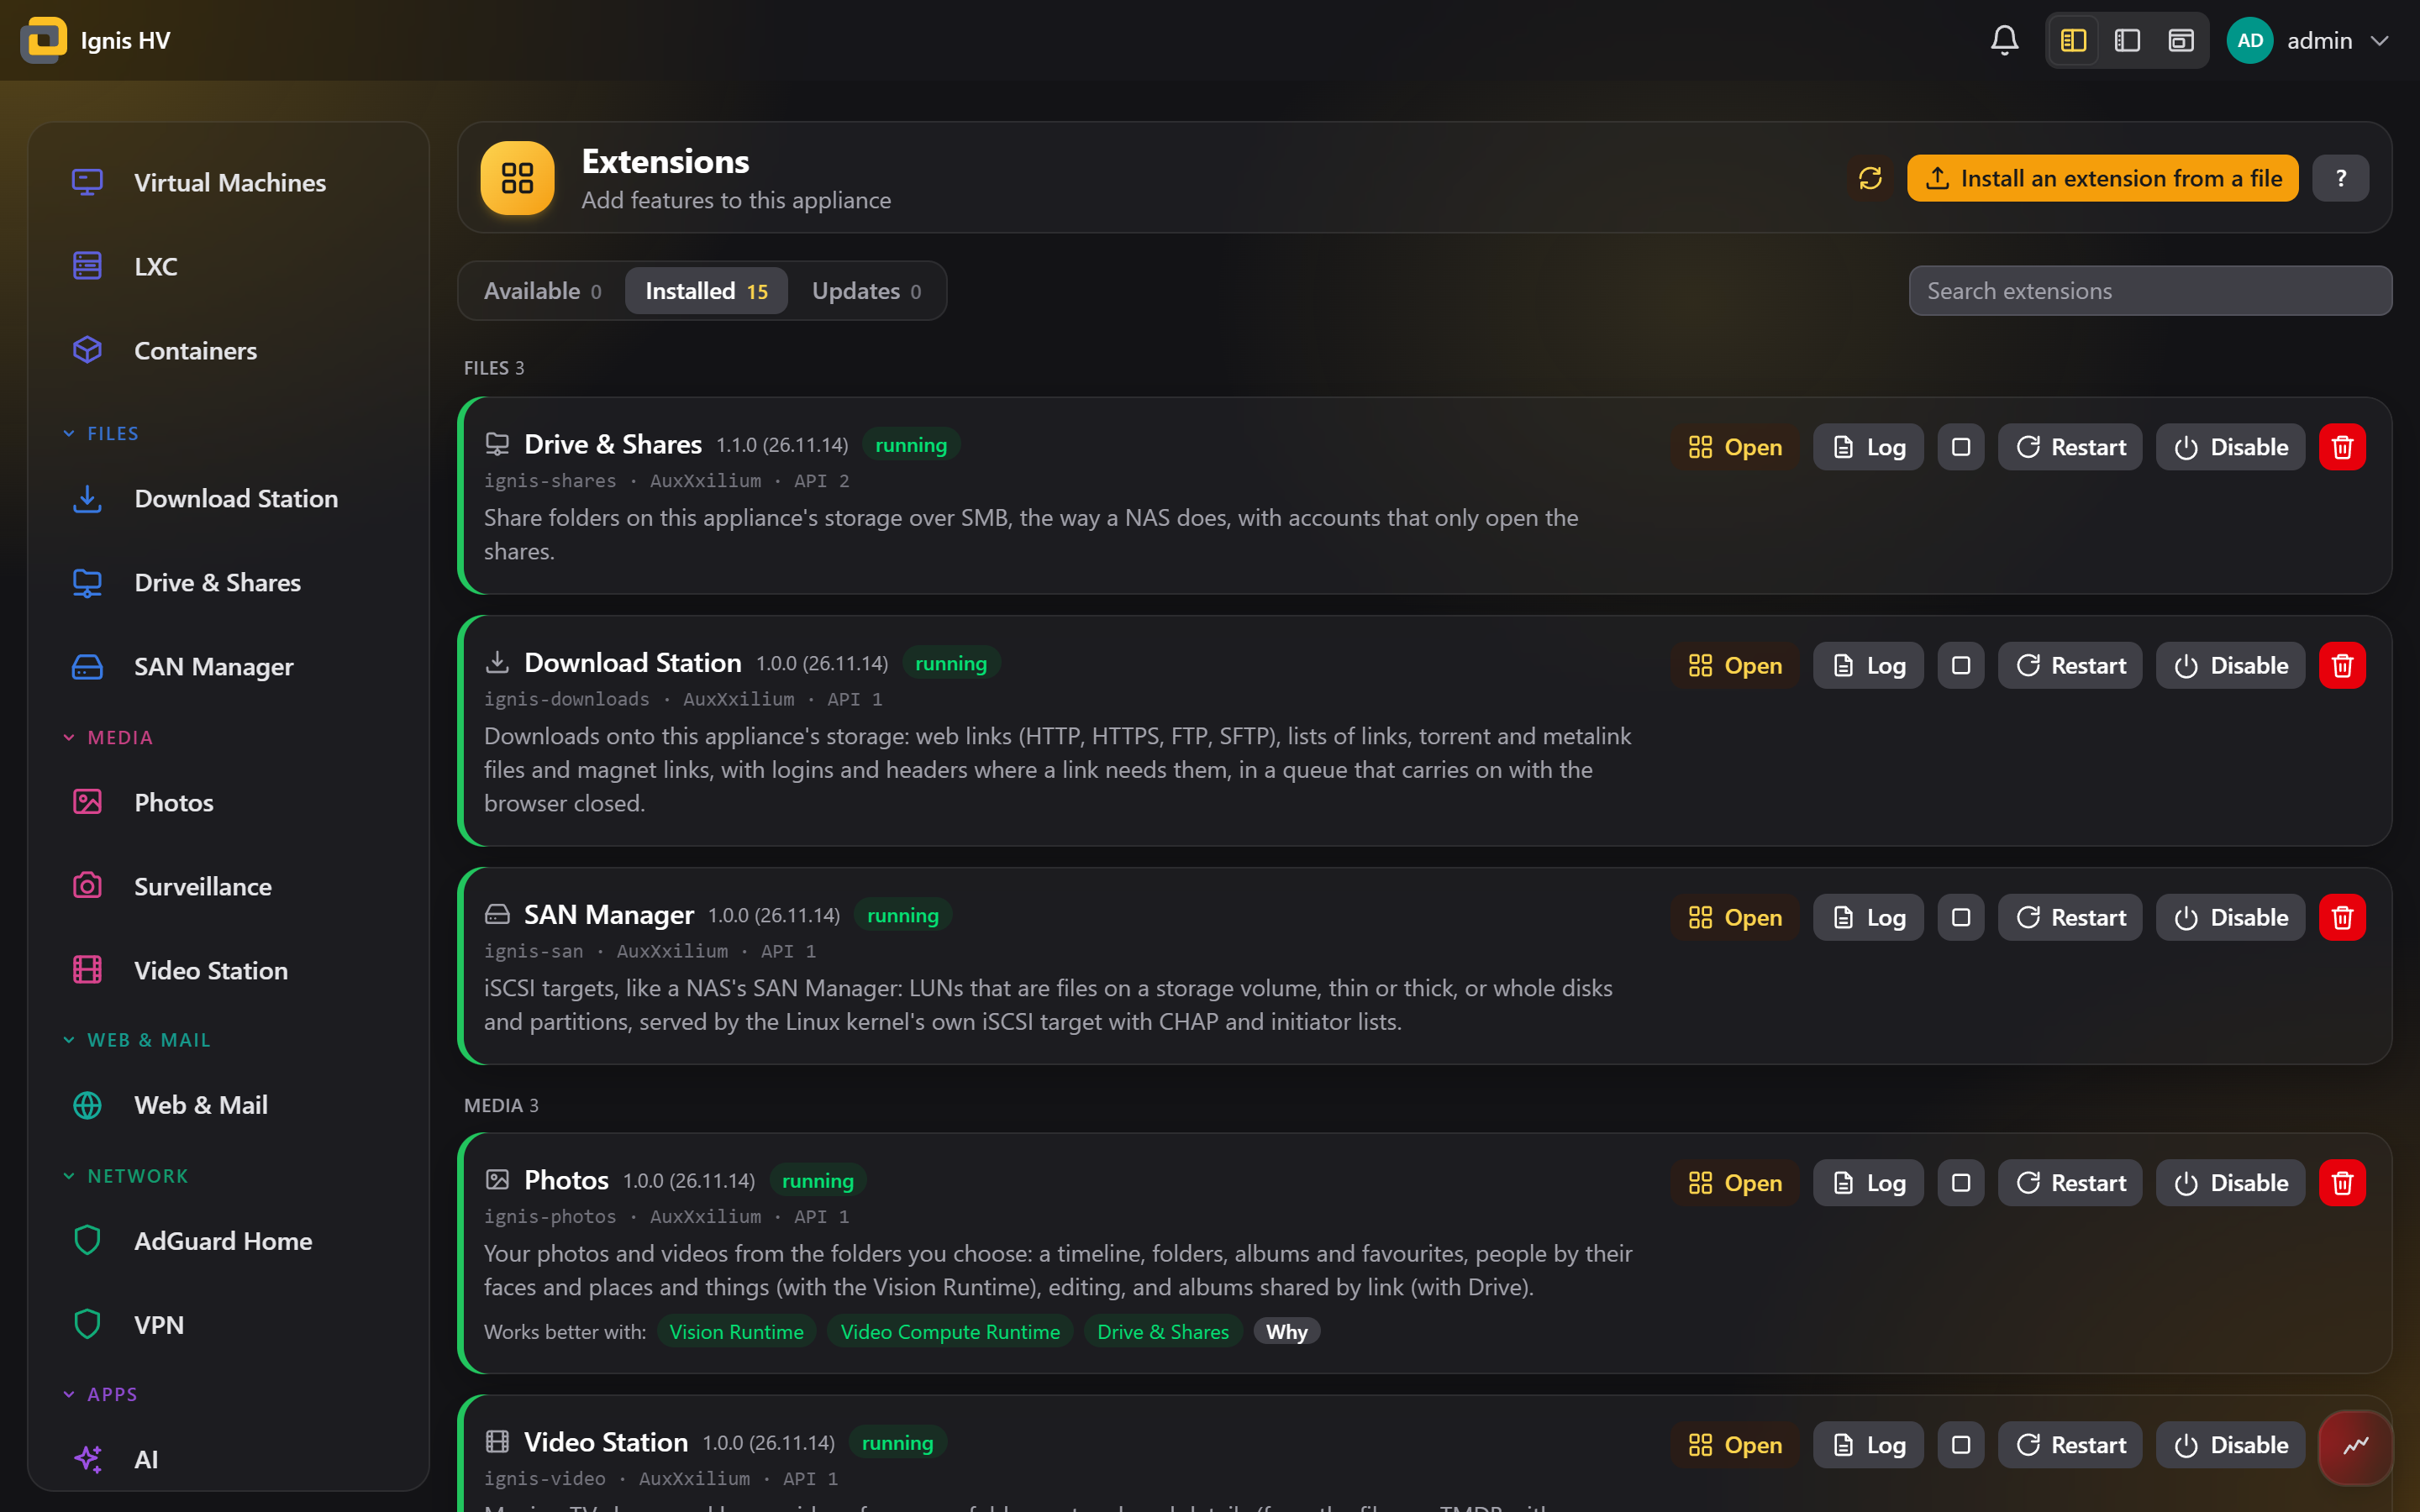 Ignis HV
AD admin
Virtual Machines
LXC
Containers
FILES
Download Station
Drive & Shares
SAN Manager
MEDIA
Photos
Surveillance
Video Station
WEB & MAIL
Web & Mail
NETWORK
AdGuard Home
VPN
APPS
AI
Extensions
Add features to this appliance
Install an extension from a file
?
Available 0
Installed 15
Updates 0
Search extensions
FILES 3
Drive & Shares 1.1.0 (26.11.14) running
Open Log Restart Disable
ignis-shares · AuxXxilium · API 2
Share folders on this appliance's storage over SMB, the way a NAS does, with accounts that only open the
shares.
Download Station 1.0.0 (26.11.14) running
Open Log Restart Disable
ignis-downloads · AuxXxilium · API 1
Downloads onto this appliance's storage: web links (HTTP, HTTPS, FTP, SFTP), lists of links, torrent and metalink
files and magnet links, with logins and headers where a link needs them, in a queue that carries on with the
browser closed.
SAN Manager 1.0.0 (26.11.14) running
Open Log Restart Disable
ignis-san · AuxXxilium · API 1
iSCSI targets, like a NAS's SAN Manager: LUNs that are files on a storage volume, thin or thick, or whole disks
and partitions, served by the Linux kernel's own iSCSI target with CHAP and initiator lists.
MEDIA 3
Photos 1.0.0 (26.11.14) running
Open Log Restart Disable
ignis-photos · AuxXxilium · API 1
Your photos and videos from the folders you choose: a timeline, folders, albums and favourites, people by their
faces and places and things (with the Vision Runtime), editing, and albums shared by link (with Drive).
Works better with: Vision Runtime Video Compute Runtime Drive & Shares Why
Video Station 1.0.0 (26.11.14) running
Open Log Restart Disable
ignis-video · AuxXxilium · API 1